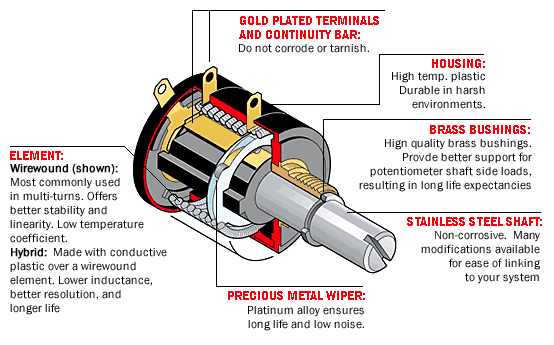 GOLD PLATED TERMINALS
AND CONTINUITY BAR:
Do not corrode or tarnish.
HOUSING:
High temp. plastic
Durable in harsh
environments.
BRASS BUSHINGS:
Hign quality brass bushings.
Provde better support for
potentiometer shaft side loads,
resulting in long life expectancies
ELEMENT:
Wirewound (shown):
Most commonly used
in multi-turns. Offers
better stability and
linearity. Low temperature
coefficient.
Hybrid: Made with conductive
plastic over a wirewound
element. Lower inductance,
better resolution, and
longer life
STAINLESS STEEL SHAFT:
Non-corrosive. Many
modifications available
for ease of linking
to your system
PRECIOUS METAL WIPER:
Platinum alloy ensures
long life and low noise.